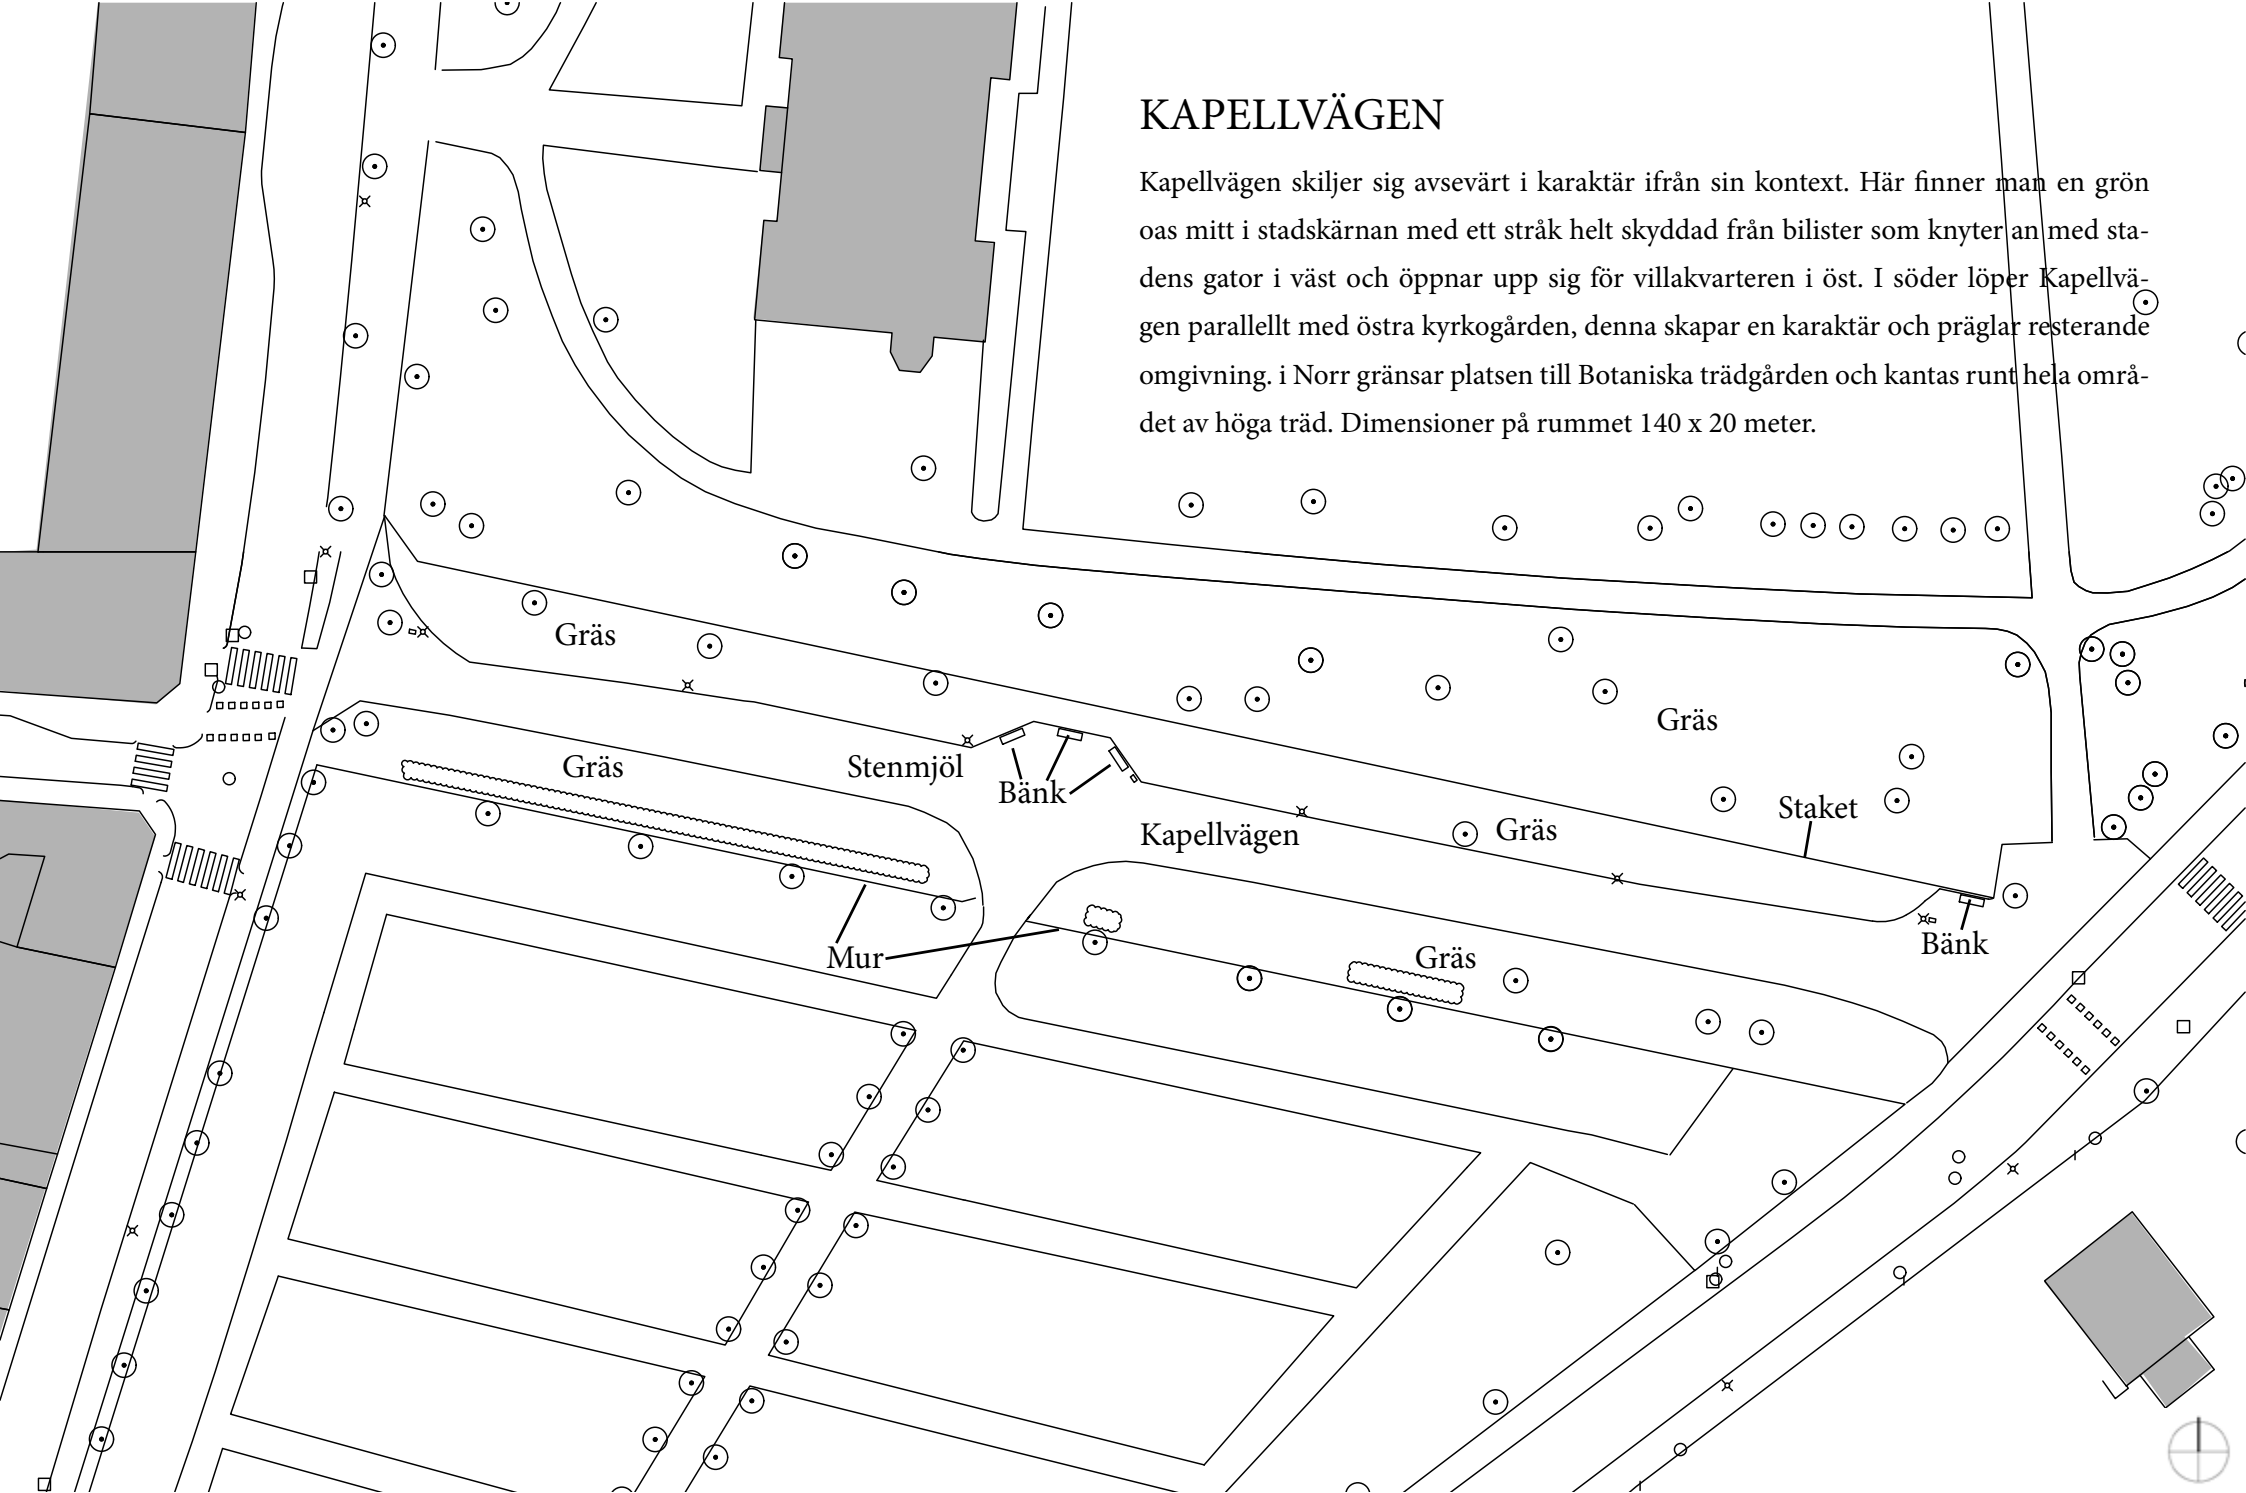 KAPELLVÄGEN
Kapellvägen skiljer sig avsevärt i karaktär ifrån sin kontext. Här finner man en grön
oas mitt i stadskärnan med ett stråk helt skyddad från bilister som knyter an med sta-
dens gator i väst och öppnar upp sig för villakvarteren i öst. I söder löper Kapellvä-
gen parallellt med östra kyrkogården, denna skapar en karaktär och präglar resterande
omgivning. i Norr gränsar platsen till Botaniska trädgården och kantas runt hela områ-
det av höga träd. Dimensioner på rummet 140 x 20 meter.
Gräs
Gräs
Gräs
Stenmjöl
Bänk
Staket
Kapellvägen
Gräs
Bänk
Mur
Gräs